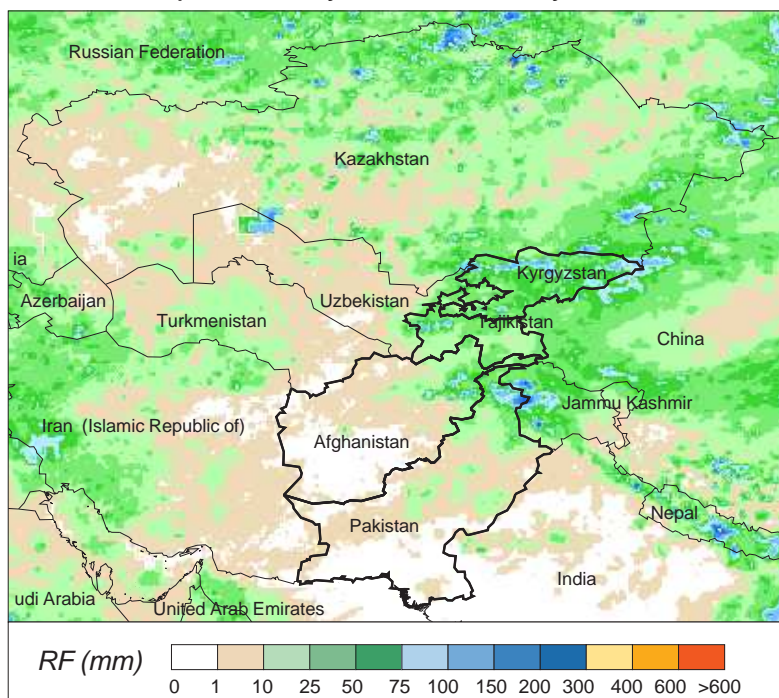 Russian Federation
Kazakhstan
ia
Azerbaijan
Turkmenistan
Uzbekistan
Kyrgyzstan
Tajikistan
China
Iran (Islamic Republic of)
Jammu Kashmir
Afghanistan
Pakistan
Nepal
India
udi Arabia
United Arab Emirates
RF (mm)
0 1 10 25 50 75 100 150 200 300 400 600 >600